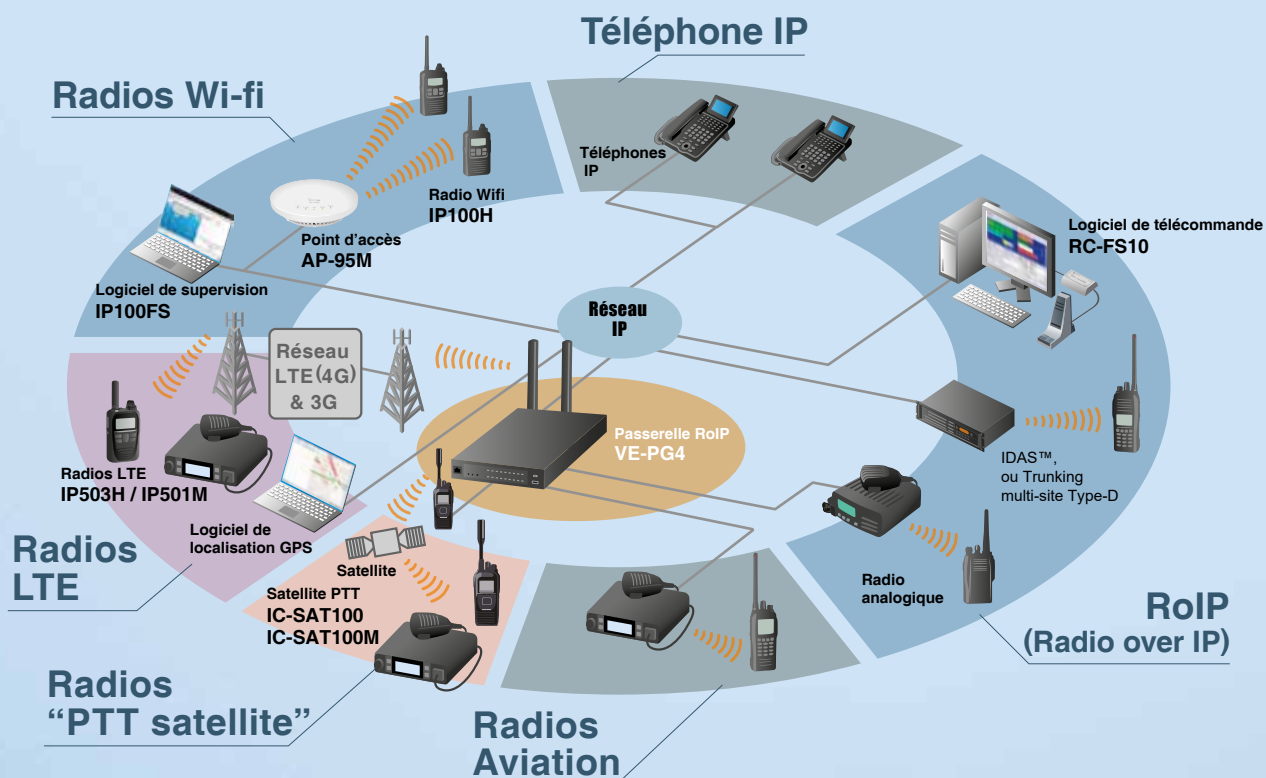 Téléphone IP
Radios Wi-fi
Téléphones
IP
Radio Wifi
IP100H
Point d'accès
AP-95M
Logiciel de supervision
IP100FS
Logiciel de télécommande
RC-FS10
Réseau
IP
Réseau
LTE(4G)
& 3G
Passerelle RoIP
VE-PG4
IDAS™,
ou Trunking
multi-site Type-D
Radios LTE
IP503H / IP501M
Logiciel de
localisation GPS
Radios
LTE
Satellite
Satellite PTT
IC-SAT100
IC-SAT100M
Radio
analogique
RoIP
(Radio over IP)
Radios
“PTT satellite”
Radios
Aviation